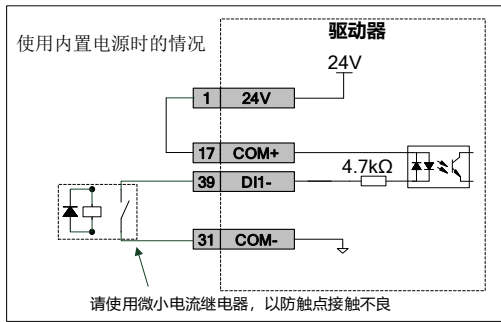 使用内置电源时的情况
驱动器
24V
1 24V
17 COM+
4.7kΩ
39 DI1-
31 COM-
请使用微小电流继电器，以防触点接触不良